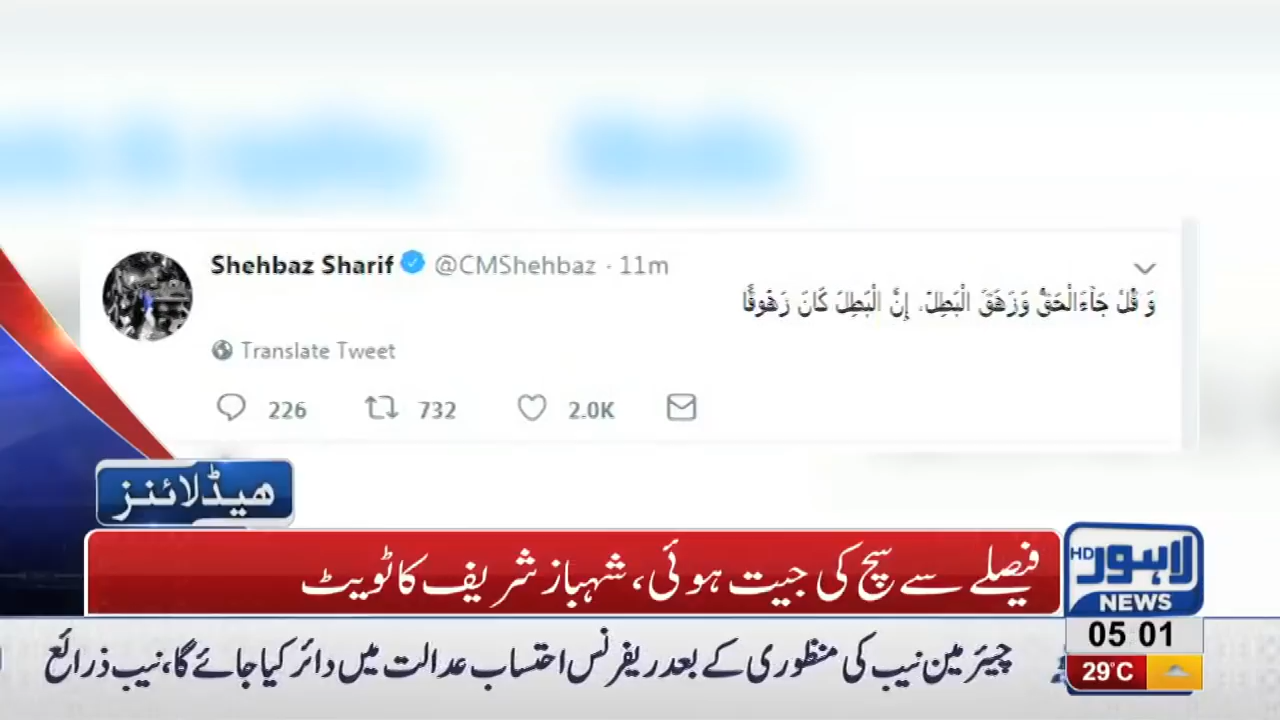 Shehbaz Sharif @CMShehbaz · 11m
وَ قُلْ جَآءَالْحَقُّ وَزَهَقَ الْبٰطِلُ، إِنَّ الْبٰطِلَ كَانَ زَهُوقًا
Translate Tweet
226 732 2.0K
ھیڈلائنز
فیصلے سے سچ کی جیت ہوئی، شہباز شریف کا ٹویٹ
لاہور HD
NEWS
05 01
چیئرمین نیب کی منظوری کے بعد ریفرنس احتساب عدالت میں دائر کیا جائے گا، نیب ذرائع
29°C